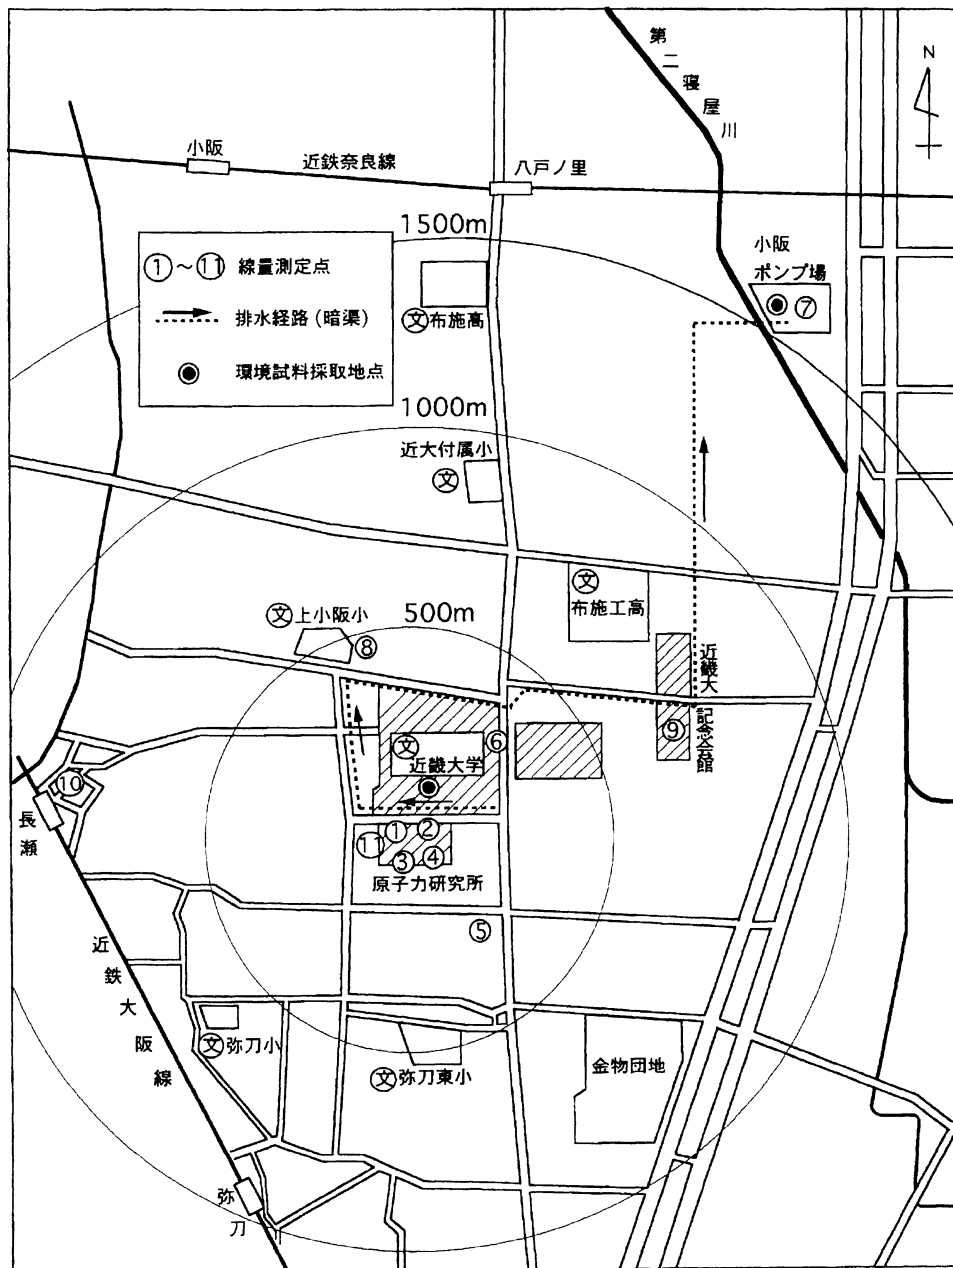 第二寝屋川
N
小阪
近鉄奈良線
八戸ノ里
1500m
小阪
ポンプ場
⑦
①～⑪ 線量測定点
排水経路（暗渠）
環境試料採取地点
文布施高
1000m
近大付属小
文
文
布施工高
500m
文上小阪小
⑧
近畿大記念会館
⑨
⑥
文
近畿大学
⑩
長瀬
① ②
⑪
③ ④
原子力研究所
⑤
近鉄大阪線
文弥刀小
文弥刀東小
金物団地
弥刀